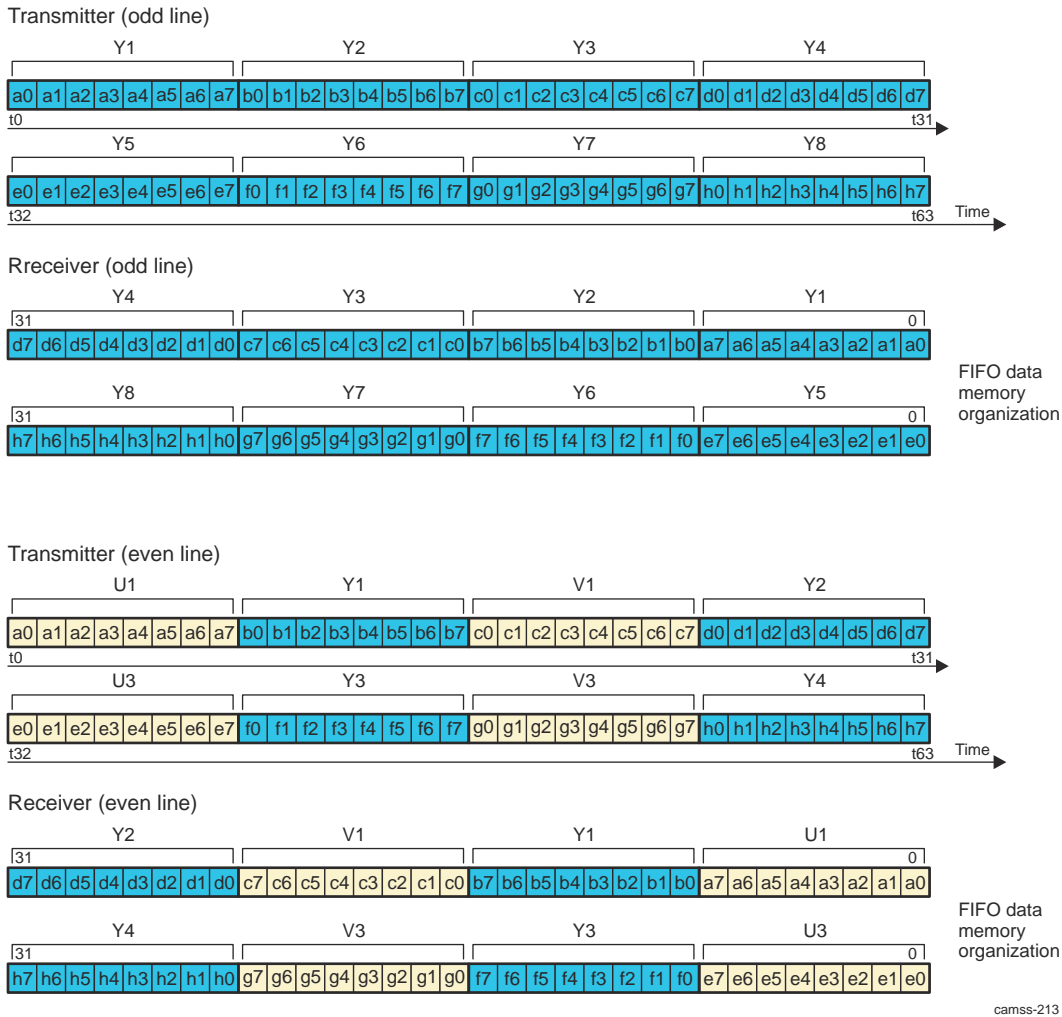 Transmitter (odd line)
Y1 Y2 Y3 Y4
a0 a1 a2 a3 a4 a5 a6 a7 b0 b1 b2 b3 b4 b5 b6 b7 c0 c1 c2 c3 c4 c5 c6 c7 d0 d1 d2 d3 d4 d5 d6 d7
t0 t31
Y5 Y6 Y7 Y8
e0 e1 e2 e3 e4 e5 e6 e7 f0 f1 f2 f3 f4 f5 f6 f7 g0 g1 g2 g3 g4 g5 g6 g7 h0 h1 h2 h3 h4 h5 h6 h7
t32 t63 Time
Rreceiver (odd line)
Y4 Y3 Y2 Y1
31 0
d7 d6 d5 d4 d3 d2 d1 d0 c7 c6 c5 c4 c3 c2 c1 c0 b7 b6 b5 b4 b3 b2 b1 b0 a7 a6 a5 a4 a3 a2 a1 a0
FIFO data
memory
organization
Y8 Y7 Y6 Y5
31 0
h7 h6 h5 h4 h3 h2 h1 h0 g7 g6 g5 g4 g3 g2 g1 g0 f7 f6 f5 f4 f3 f2 f1 f0 e7 e6 e5 e4 e3 e2 e1 e0
Transmitter (even line)
U1 Y1 V1 Y2
a0 a1 a2 a3 a4 a5 a6 a7 b0 b1 b2 b3 b4 b5 b6 b7 c0 c1 c2 c3 c4 c5 c6 c7 d0 d1 d2 d3 d4 d5 d6 d7
t0 t31
U3 Y3 V3 Y4
e0 e1 e2 e3 e4 e5 e6 e7 f0 f1 f2 f3 f4 f5 f6 f7 g0 g1 g2 g3 g4 g5 g6 g7 h0 h1 h2 h3 h4 h5 h6 h7
t32 t63 Time
Receiver (even line)
Y2 V1 Y1 U1
31 0
d7 d6 d5 d4 d3 d2 d1 d0 c7 c6 c5 c4 c3 c2 c1 c0 b7 b6 b5 b4 b3 b2 b1 b0 a7 a6 a5 a4 a3 a2 a1 a0
FIFO data
memory
organization
Y4 V3 Y3 U3
31 0
h7 h6 h5 h4 h3 h2 h1 h0 g7 g6 g5 g4 g3 g2 g1 g0 f7 f6 f5 f4 f3 f2 f1 f0 e7 e6 e5 e4 e3 e2 e1 e0
camss-213